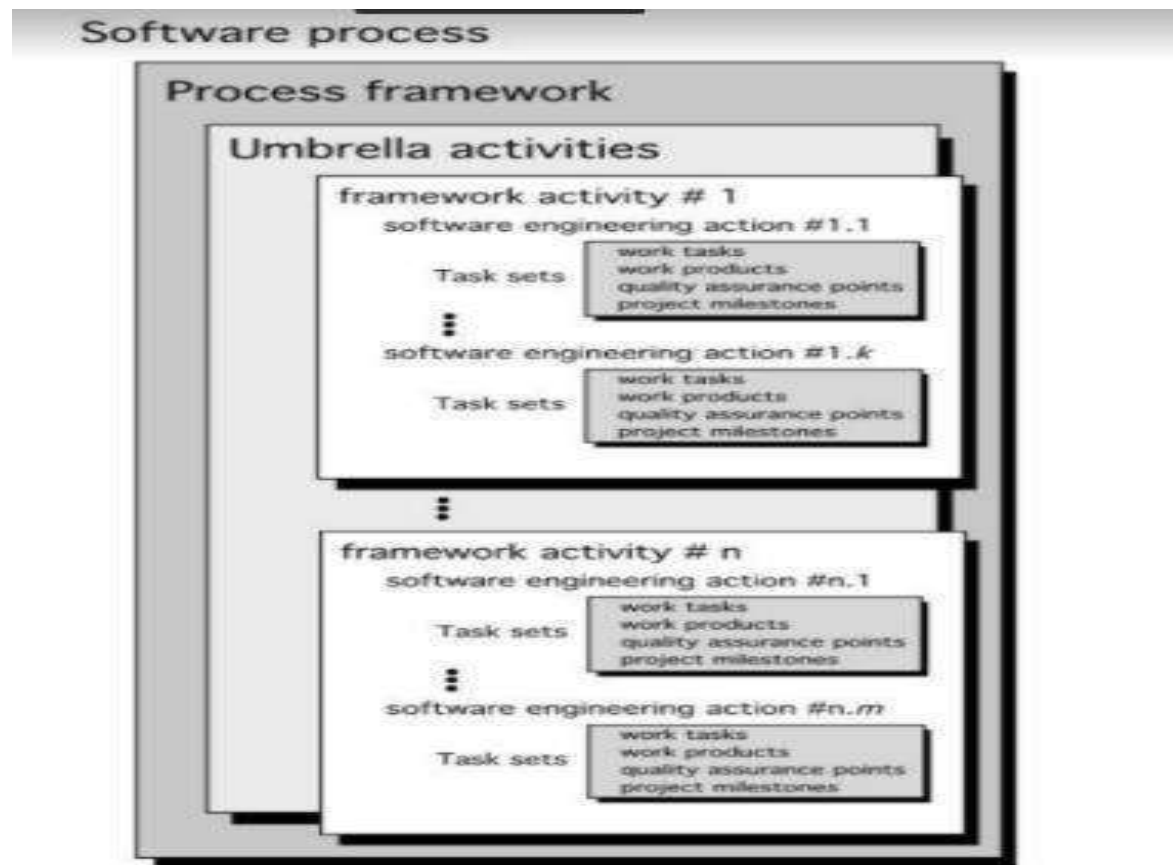 Software process
Process framework
Umbrella activities
framework activity # 1
software engineering action #1.1
Task sets
work tasks
work products
quality assurance points
project milestones
software engineering action #1.k
Task sets
work tasks
work products
quality assurance points
project milestones
framework activity # n
software engineering action #n.1
Task sets
work tasks
work products
quality assurance points
project milestones
software engineering action #n.m
Task sets
work tasks
work products
quality assurance points
project milestones